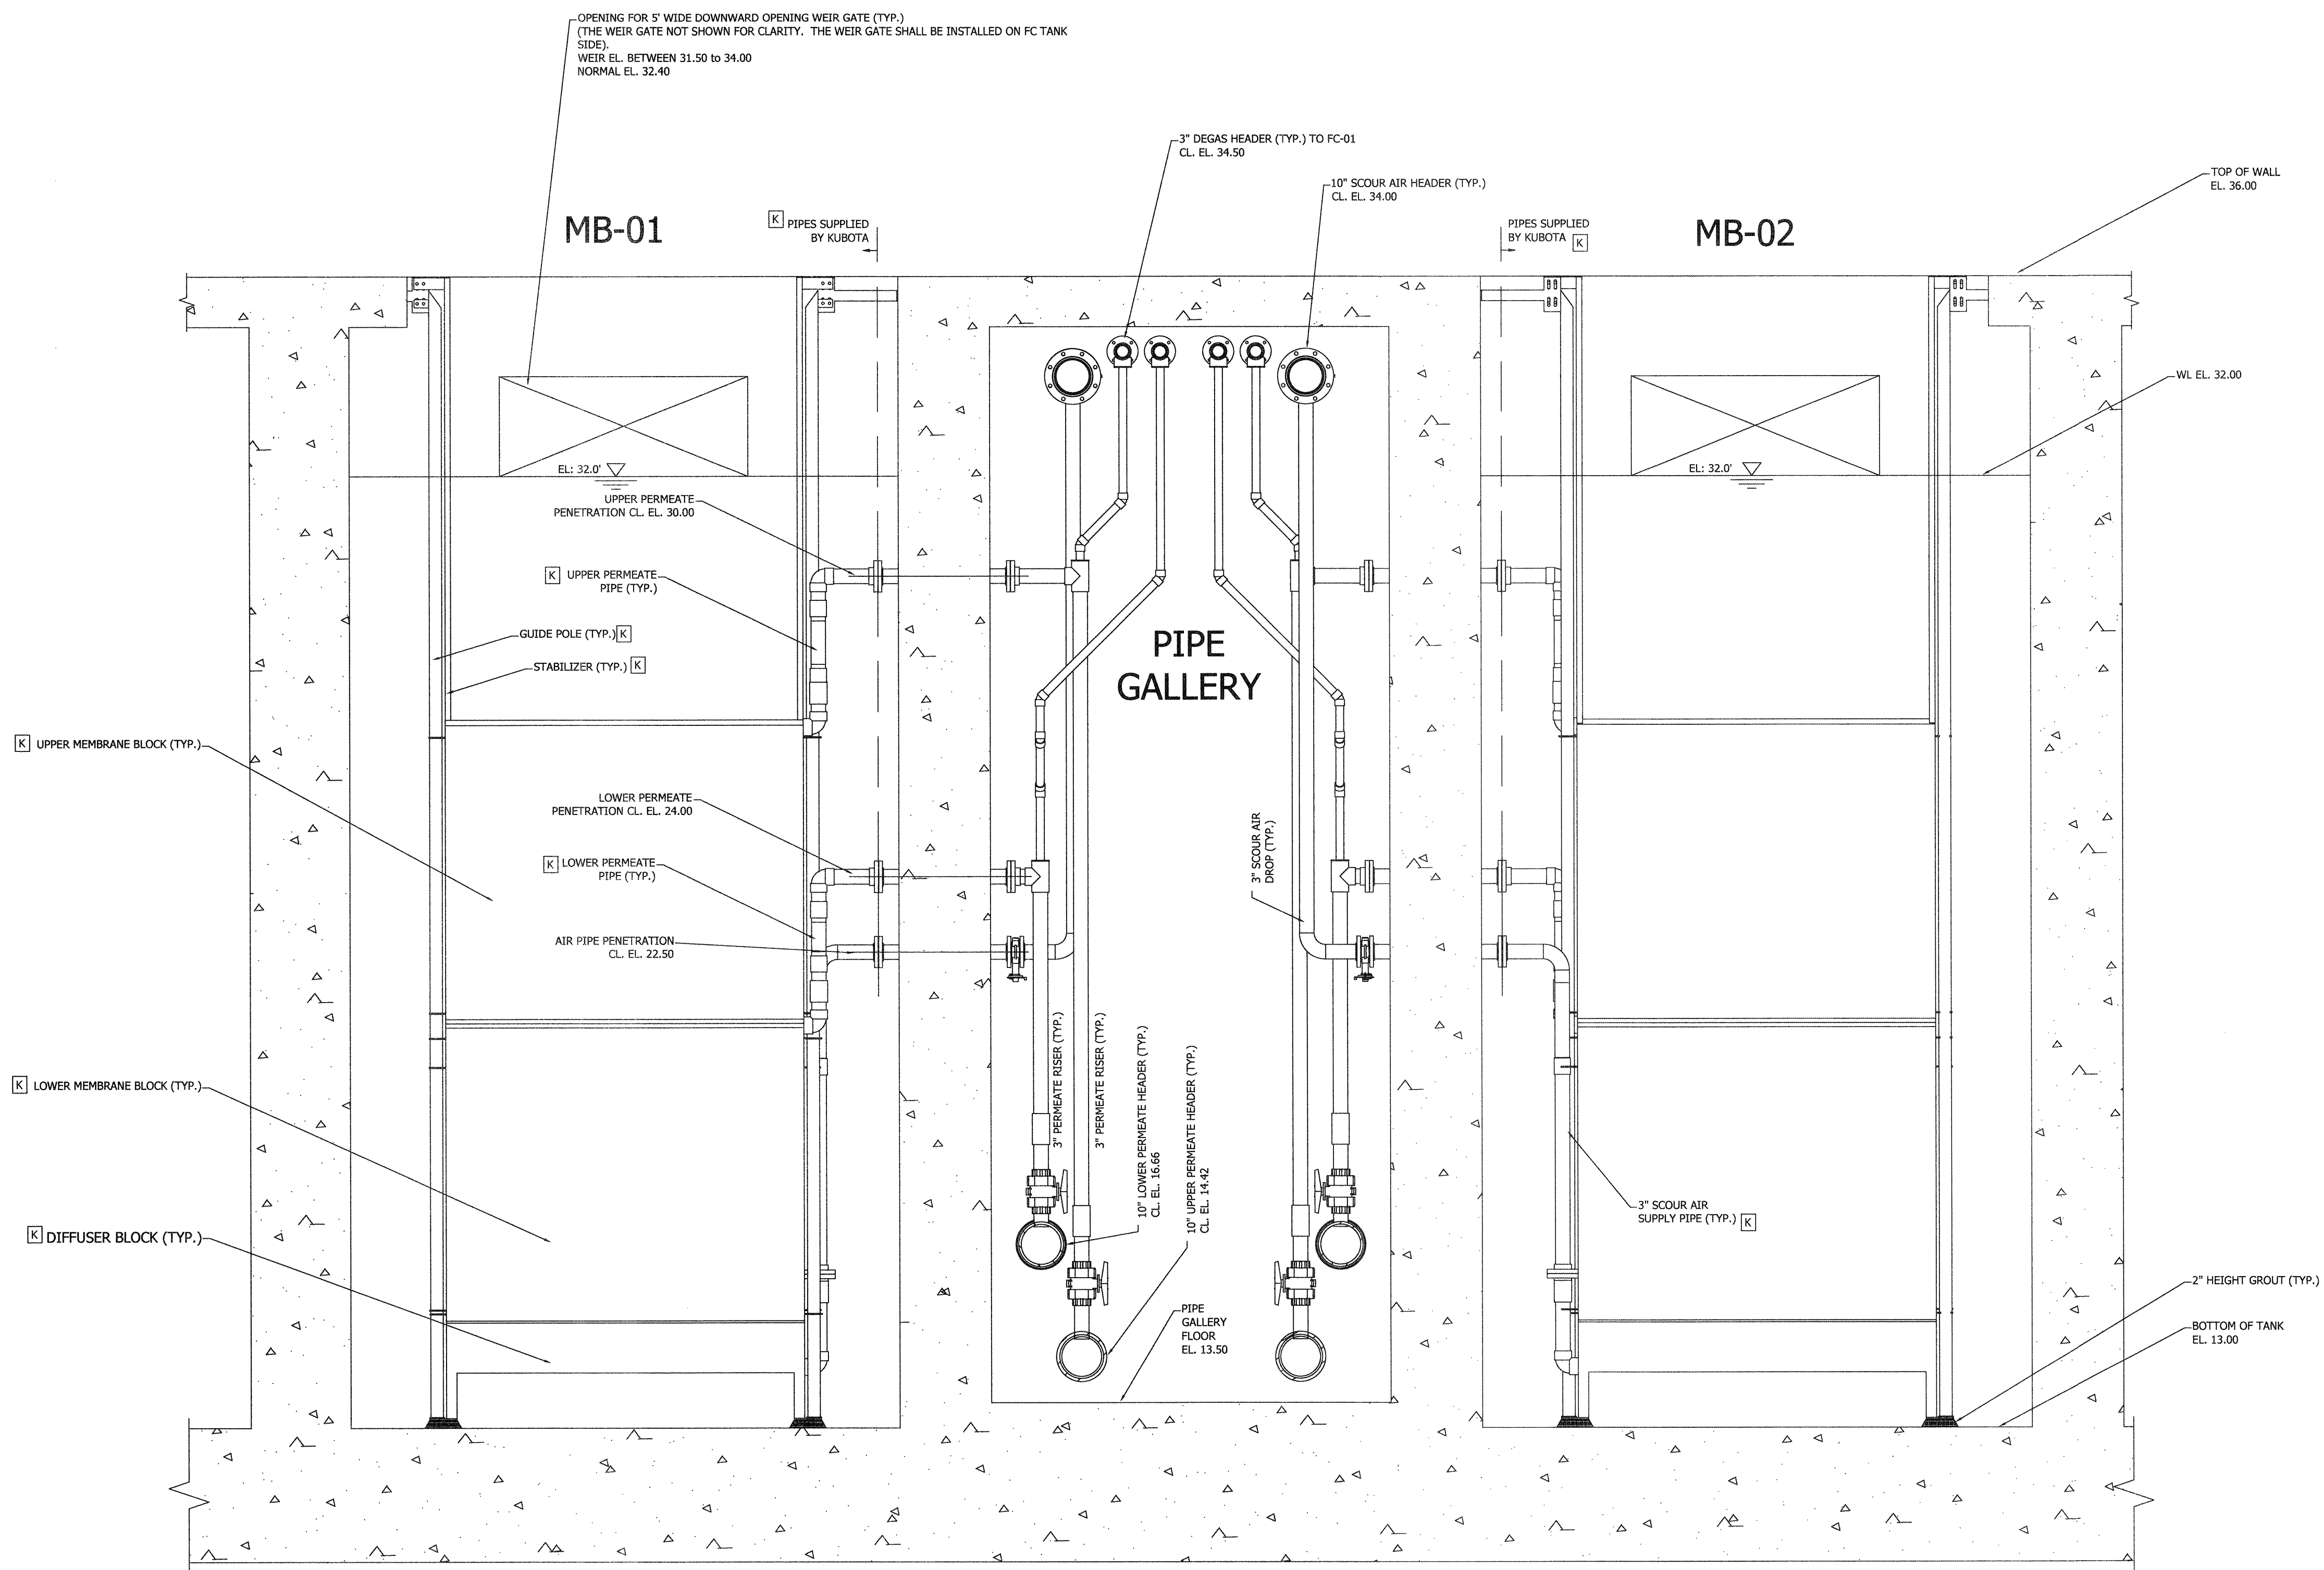 OPENING FOR 5' WIDE DOWNWARD OPENING WEIR GATE (TYP.)
(THE WEIR GATE NOT SHOWN FOR CLARITY. THE WEIR GATE SHALL BE INSTALLED ON FC TANK
SIDE).
WEIR EL. BETWEEN 31.50 to 34.00
NORMAL EL. 32.40
3" DEGAS HEADER (TYP.) TO FC-01
CL. EL. 34.50
10" SCOUR AIR HEADER (TYP.)
CL. EL. 34.00
TOP OF WALL
EL. 36.00
MB-01
K PIPES SUPPLIED
BY KUBOTA
PIPES SUPPLIED
BY KUBOTA K
MB-02
WL EL. 32.00
EL: 32.0'
EL: 32.0'
UPPER PERMEATE
PENETRATION CL. EL. 30.00
K UPPER PERMEATE
PIPE (TYP.)
GUIDE POLE (TYP.) K
STABILIZER (TYP.) K
PIPE
GALLERY
K UPPER MEMBRANE BLOCK (TYP.)
LOWER PERMEATE
PENETRATION CL. EL. 24.00
K LOWER PERMEATE
PIPE (TYP.)
3" SCOUR AIR
DROP (TYP.)
AIR PIPE PENETRATION
CL. EL. 22.50
3" PERMEATE RISER (TYP.)
3" PERMEATE RISER (TYP.)
10" LOWER PERMEATE HEADER (TYP.)
CL. EL. 16.66
10" UPPER PERMEATE HEADER (TYP.)
CL. EL 14.42
K LOWER MEMBRANE BLOCK (TYP.)
3" SCOUR AIR
SUPPLY PIPE (TYP.) K
K DIFFUSER BLOCK (TYP.)
2" HEIGHT GROUT (TYP.)
PIPE
GALLERY
FLOOR
EL. 13.50
BOTTOM OF TANK
EL. 13.00